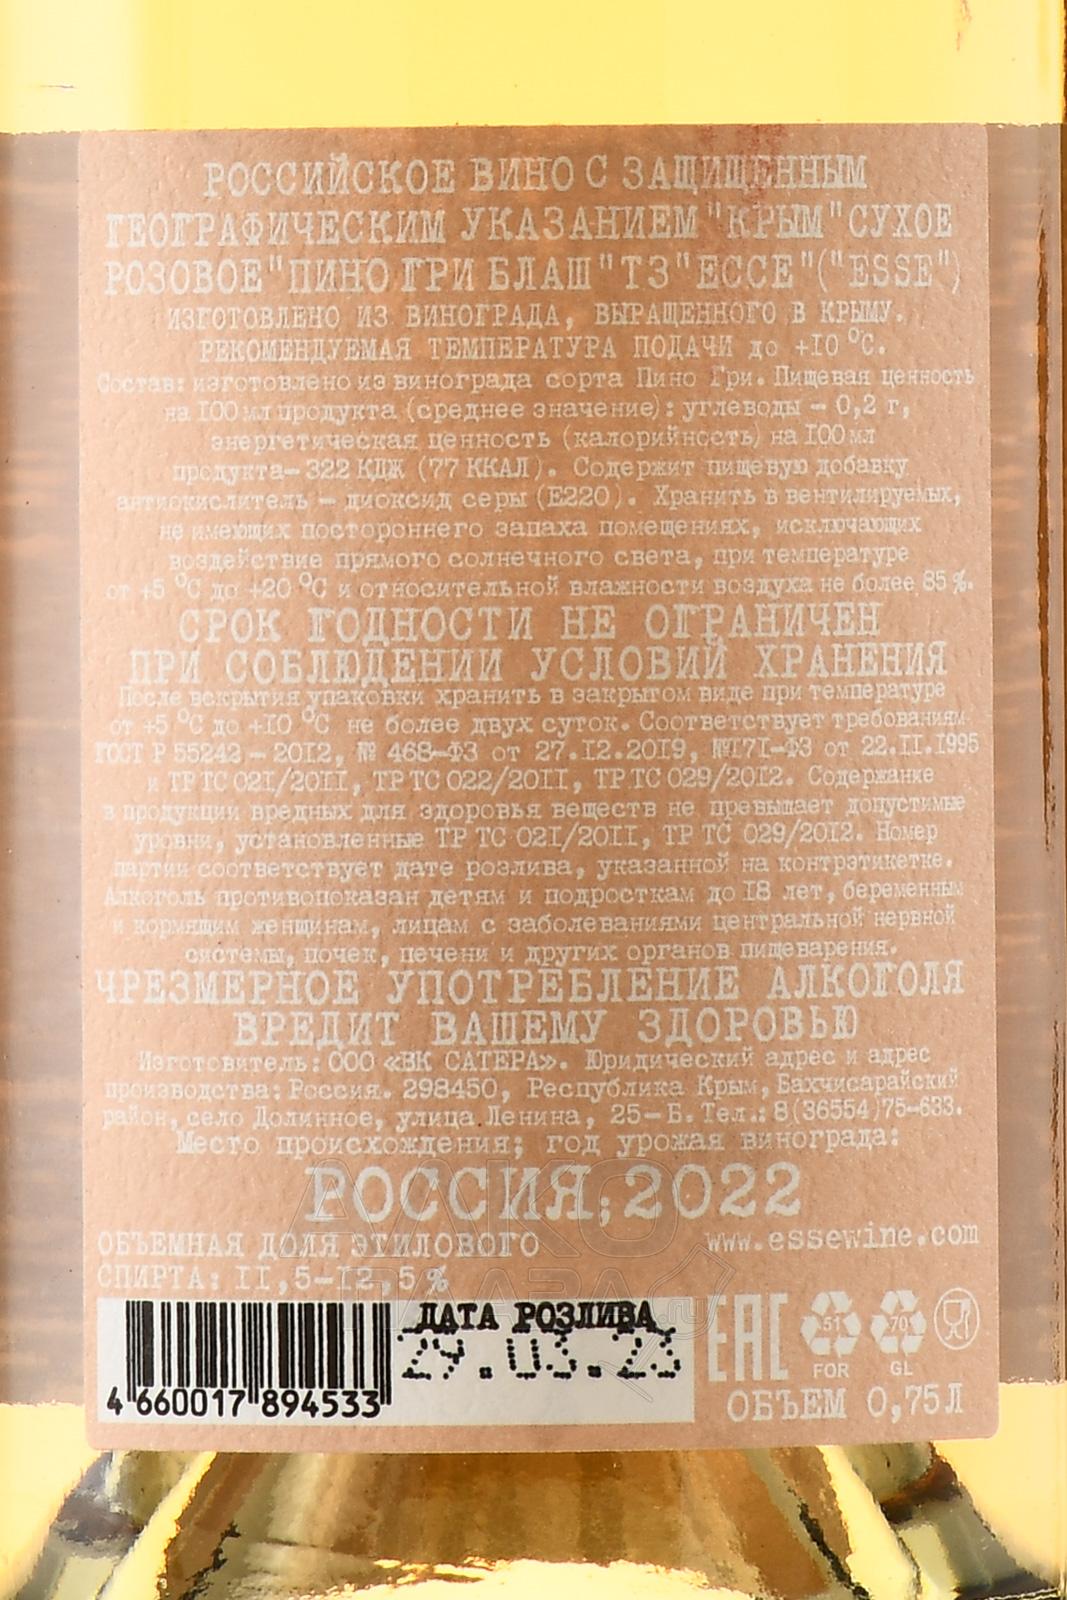 РОССИЙСКОЕ ВИНО С ЗАЩИЩЕННЫМ
ГЕОГРАФИЧЕСКИМ УКАЗАНИЕМ "КРЫМ" СУХОЕ
РОЗОВОЕ "ПИНО ГРИ БЛАШ" ТЗ "ЕССЕ" ("ESSE")
ИЗГОТОВЛЕНО ИЗ ВИНОГРАДА, ВЫРАЩЕННОГО В КРЫМУ.
РЕКОМЕНДУЕМАЯ ТЕМПЕРАТУРА ПОДАЧИ до +10 °С.
Состав: изготовлено из винограда сорта Пино Гри. Пищевая ценность
на 100 мл продукта (среднее значение): углеводы – 0,2 г,
энергетическая ценность (калорийность) на 100 мл
продукта– 322 КДЖ (77 ККАЛ). Содержит пищевую добавку
антиокислитель – диоксид серы (Е220). Хранить в вентилируемых,
не имеющих постороннего запаха помещениях, исключающих
воздействие прямого солнечного света, при температуре
от +5 °С до +20 °С и относительной влажности воздуха не более 85 %.
СРОК ГОДНОСТИ НЕ ОГРАНИЧЕН
ПРИ СОБЛЮДЕНИИ УСЛОВИЙ ХРАНЕНИЯ
После вскрытия упаковки хранить в закрытом виде при температуре
от +5 °С до +10 °С не более двух суток. Соответствует требованиям
ГОСТ Р 55242 – 2012, № 468-ФЗ от 27.12.2019, №171-ФЗ от 22.11.1995
и ТР ТС 021/2011, ТР ТС 022/2011, ТР ТС 029/2012. Содержание
в продукции вредных для здоровья веществ не превышает допустимые
уровни, установленные ТР ТС 021/2011, ТР ТС 029/2012. Номер
партии соответствует дате розлива, указанной на контрэтикетке.
Алкоголь противопоказан детям и подросткам до 18 лет, беременным
и кормящим женщинам, лицам с заболеваниями центральной нервной
системы, почек, печени и других органов пищеварения.
ЧРЕЗМЕРНОЕ УПОТРЕБЛЕНИЕ АЛКОГОЛЯ
ВРЕДИТ ВАШЕМУ ЗДОРОВЬЮ
Изготовитель: ООО «ВК САТЕРА». Юридический адрес и адрес
производства: Россия. 298450, Республика Крым, Бахчисарайский
район, село Долинное, улица Ленина, 25-Б. Тел.: 8(36554)75-633.
Место происхождения; год урожая винограда:
РОССИЯ; 2022
ОБЪЕМНАЯ ДОЛЯ ЭТИЛОВОГО
СПИРТА: 11,5-12,5 %
www.essewine.com
ДАТА РОЗЛИВА
29.03.23
4 660017 894533
EAC
51
FOR
70
GL
ОБЪЕМ 0,75Л
АЛКО
ПЛАЗА.ru